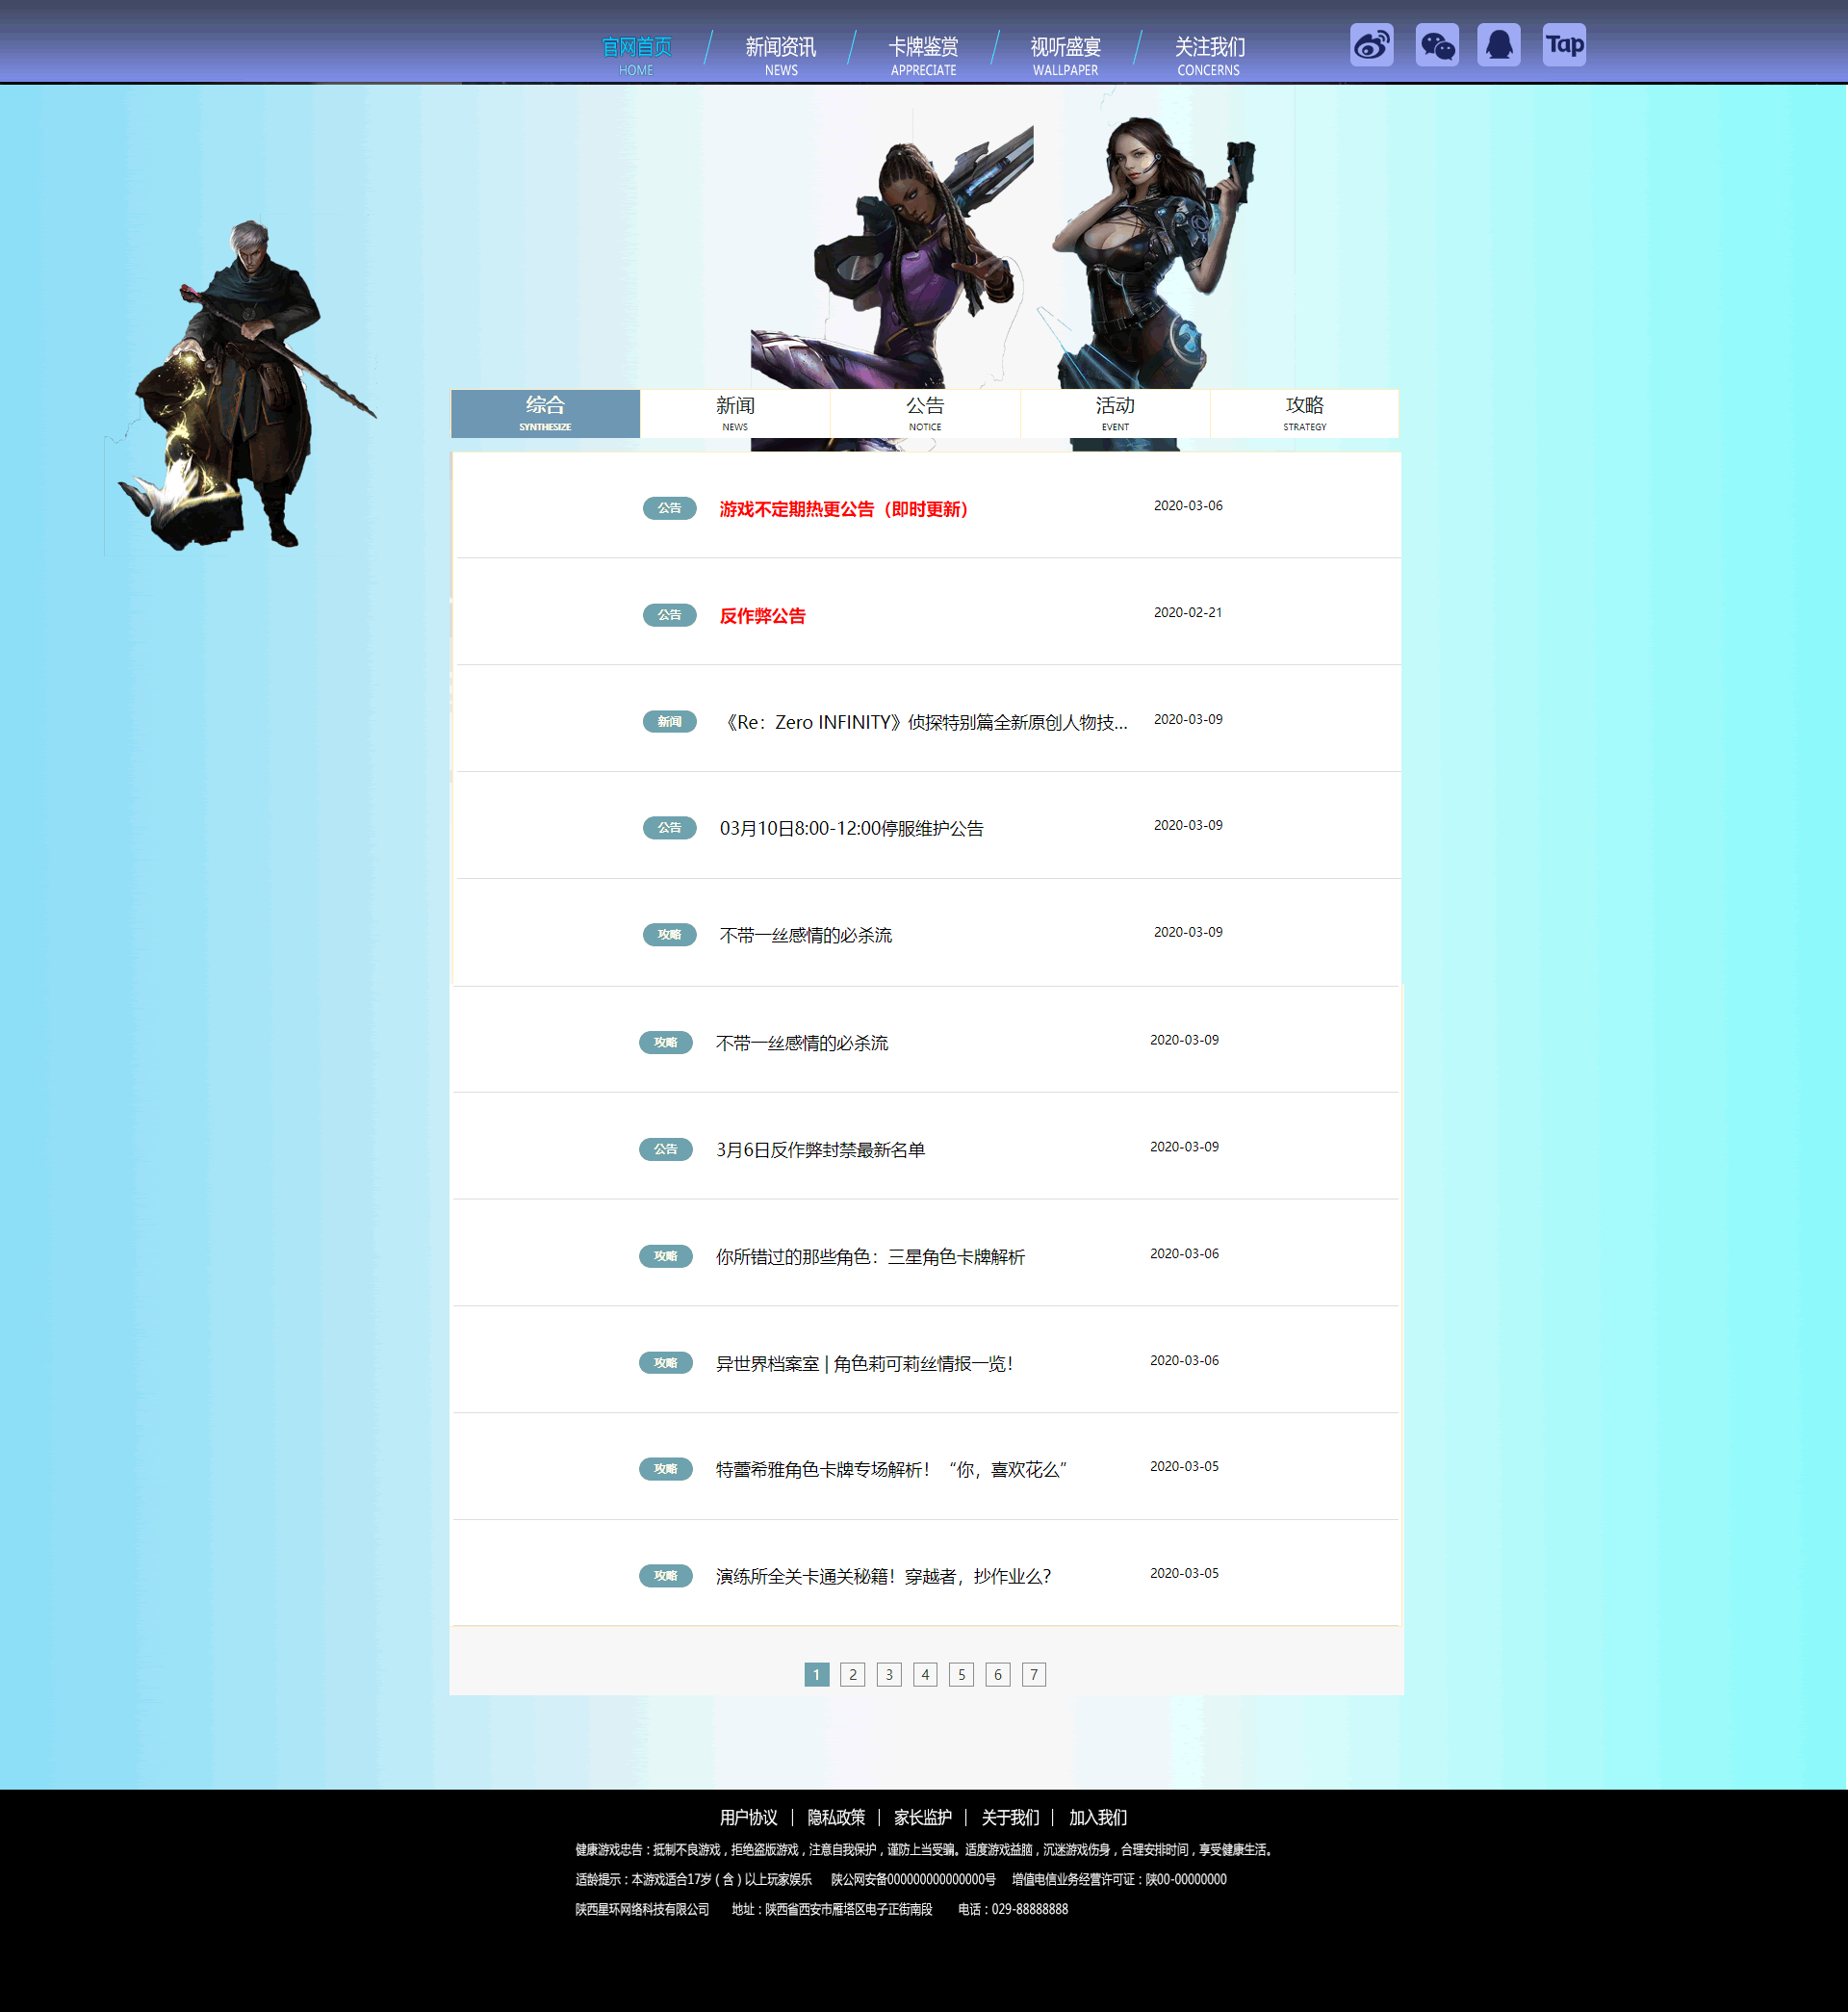 官网首页 新闻资讯 卡牌鉴赏 视听盛宴 关注我们 Tap
HOME NEWS APPRECIATE WALLPAPER CONCERNS
综合 新闻 公告 活动 攻略
SYNTHESIZE NEWS NOTICE EVENT STRATEGY
公告 游戏不定期热更公告（即时更新） 2020-03-06
公告 反作弊公告 2020-02-21
新闻 《Re：Zero INFINITY》侦探特别篇全新原创人物技... 2020-03-09
公告 03月10日8:00-12:00停服维护公告 2020-03-09
攻略 不带一丝感情的必杀流 2020-03-09
攻略 不带一丝感情的必杀流 2020-03-09
公告 3月6日反作弊封禁最新名单 2020-03-09
攻略 你所错过的那些角色：三星角色卡牌解析 2020-03-06
攻略 异世界档案室 | 角色莉可莉丝情报一览！ 2020-03-06
攻略 特蕾希雅角色卡牌专场解析！“你，喜欢花么” 2020-03-05
攻略 演练所全关卡通关秘籍！穿越者，抄作业么？ 2020-03-05
1 2 3 4 5 6 7
用户协议 | 隐私政策 | 家长监护 | 关于我们 | 加入我们
健康游戏忠告：抵制不良游戏，拒绝盗版游戏，注意自我保护，谨防上当受骗。适度游戏益脑，沉迷游戏伤身，合理安排时间，享受健康生活。
适龄提示：本游戏适合17岁（含）以上玩家娱乐 陕公网安备000000000000000号 增值电信业务经营许可证：陕00-00000000
陕西星环网络科技有限公司 地址：陕西省西安市雁塔区电子正街南段 电话：029-88888888